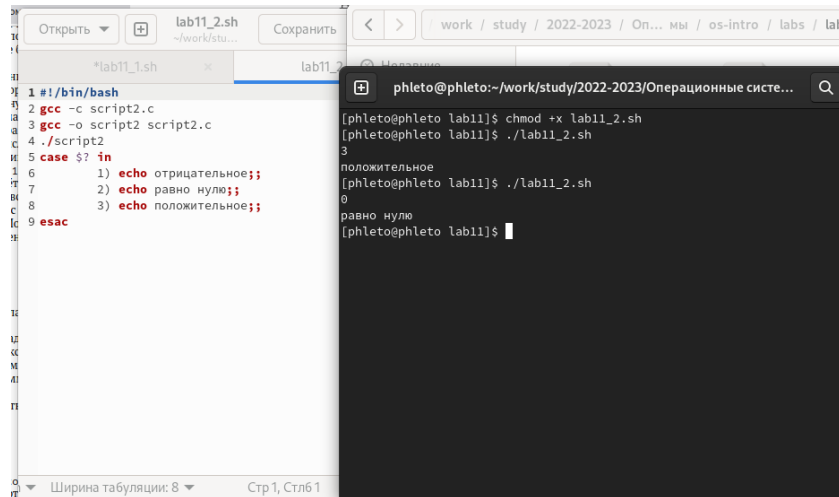 Открыть
lab11_2.sh
~/work/stu...
Сохранить
work / study / 2022-2023 / Оп... мы / os-intro / labs /
*lab11_1.sh
lab11_2
Недавние
1 #!/bin/bash
2 gcc -c script2.c
3 gcc -o script2 script2.c
4 ./script2
5 case $? in
6 1) echo отрицательное;;
7 2) echo равно нулю;;
8 3) echo положительное;;
9 esac
Ширина табуляции: 8
Стр 1, Стлб 1
phleto@phleto:~/work/study/2022-2023/Операционные систе...
[phleto@phleto lab11]$ chmod +x lab11_2.sh
[phleto@phleto lab11]$ ./lab11_2.sh
3
положительное
[phleto@phleto lab11]$ ./lab11_2.sh
0
равно нулю
[phleto@phleto lab11]$